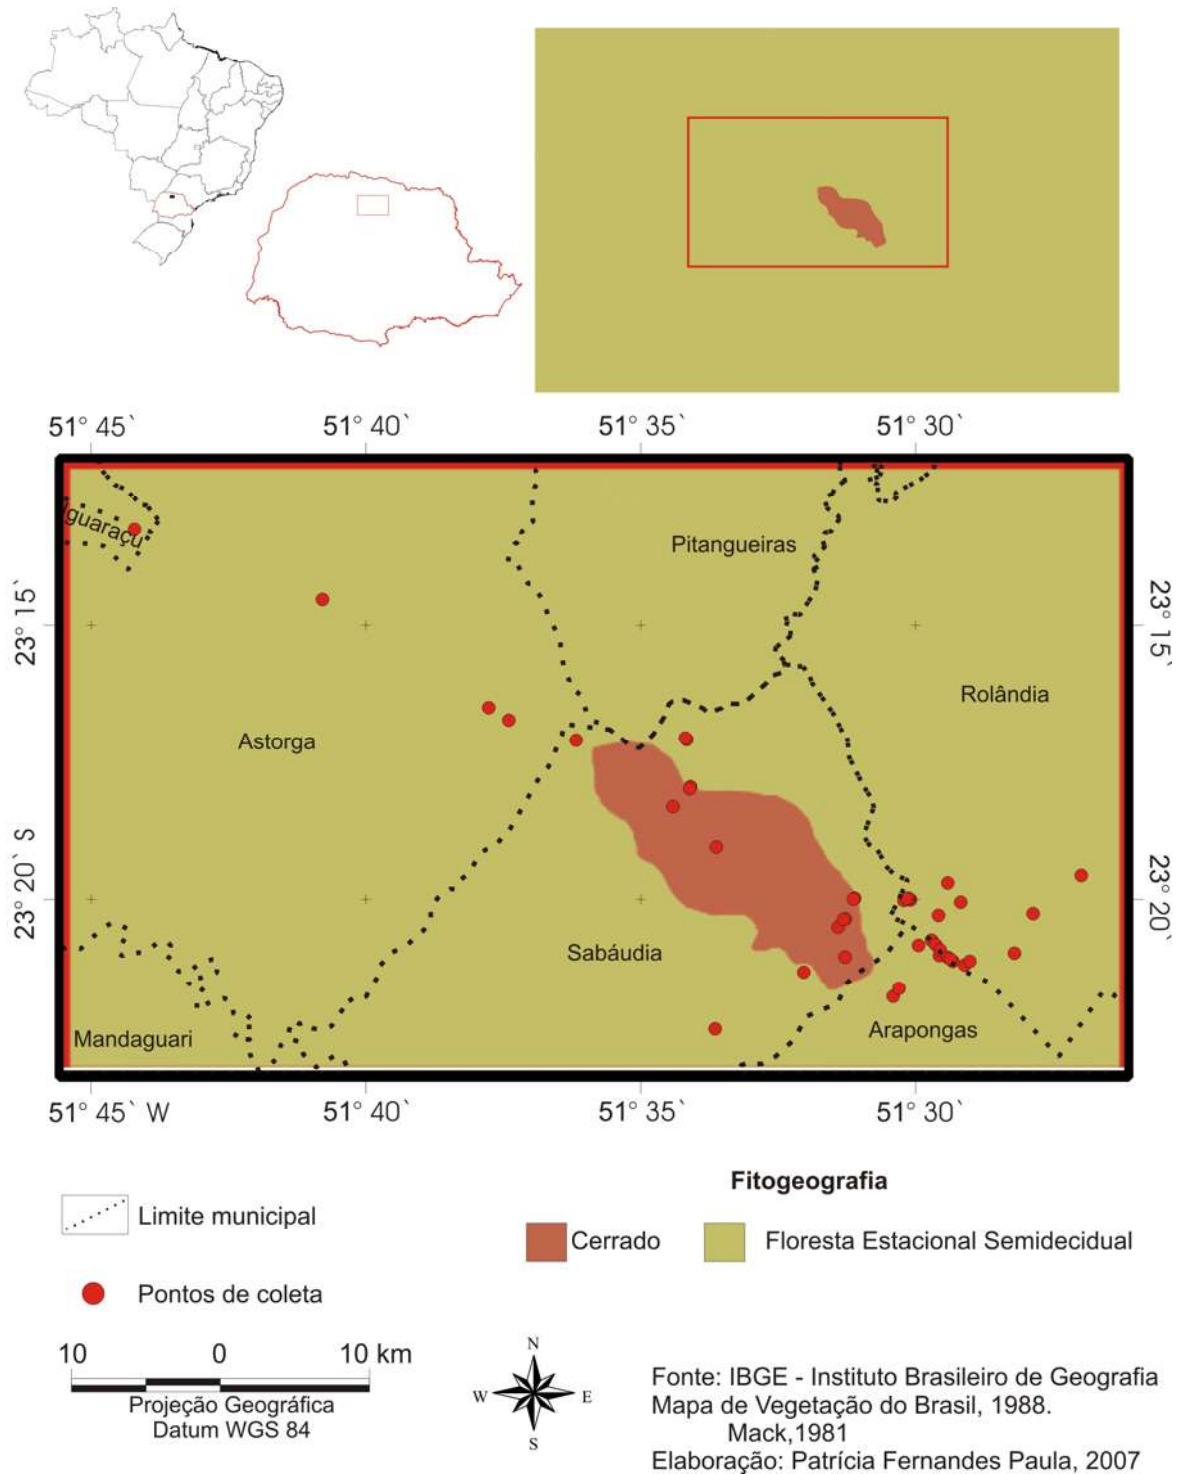 51° 45` 51° 40` 51° 35` 51° 30`
Iguaraçu
Pitangueiras
23° 15` 23° 15`
Rolândia
Astorga
23° 20` S 23° 20`
Sabáudia
Arapongas
Mandaguari
51° 45` W 51° 40` 51° 35` 51° 30`
Fitogeografia
Limite municipal
Cerrado Floresta Estacional Semidecidual
Pontos de coleta
10 0 10 km
Projeção Geográfica
Datum WGS 84
N
W E
S
Fonte: IBGE - Instituto Brasileiro de Geografia
Mapa de Vegetação do Brasil, 1988.
Mack,1981
Elaboração: Patrícia Fernandes Paula, 2007